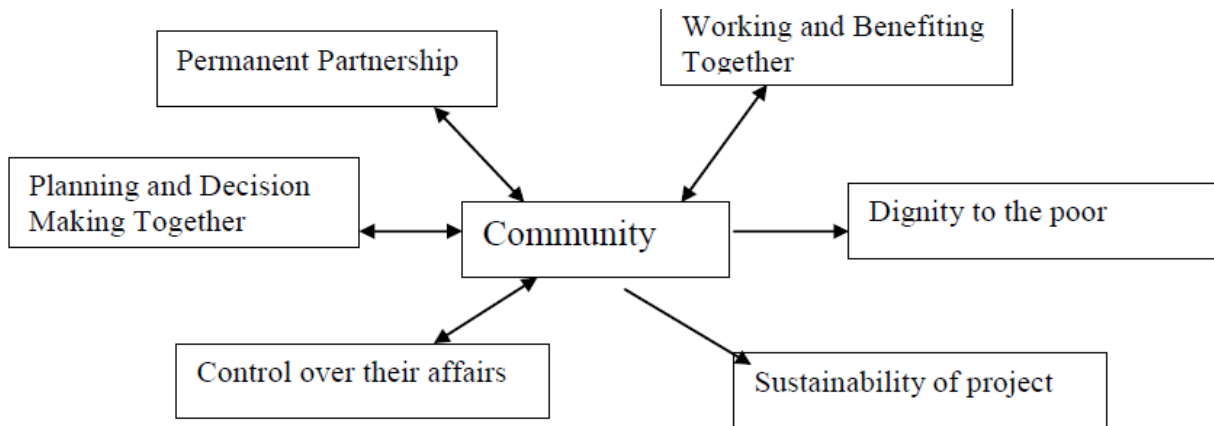 Working and Benefiting
Together
Permanent Partnership
Planning and Decision
Making Together
Community
Dignity to the poor
Control over their affairs
Sustainability of project